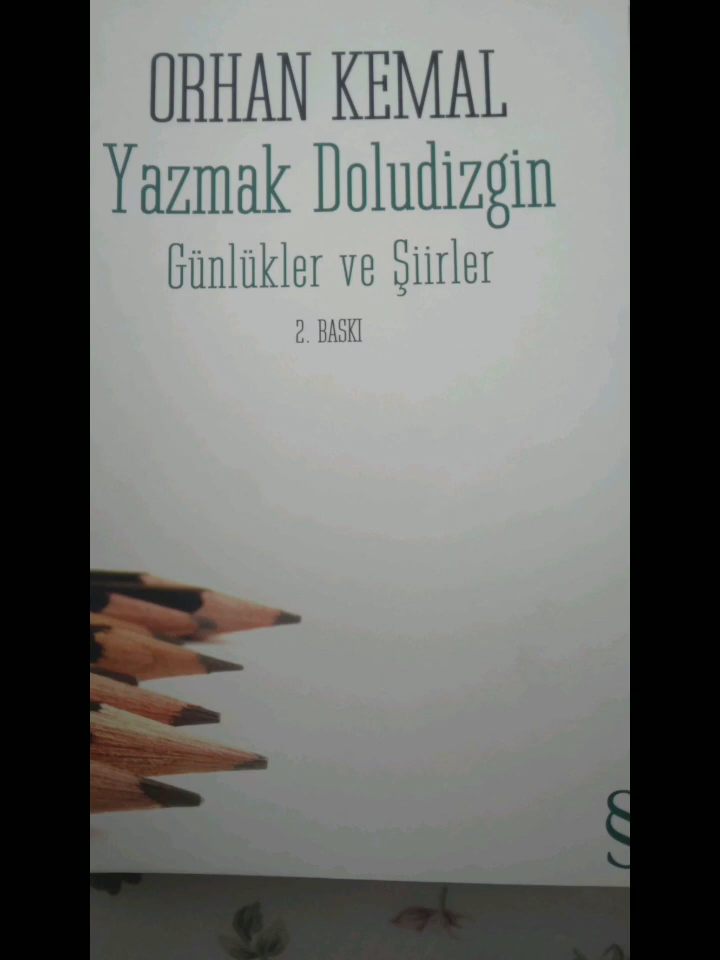 ORHAN KEMAL
Yazmak Doludizgin
Günlükler ve Şiirler
2. BASKI
§